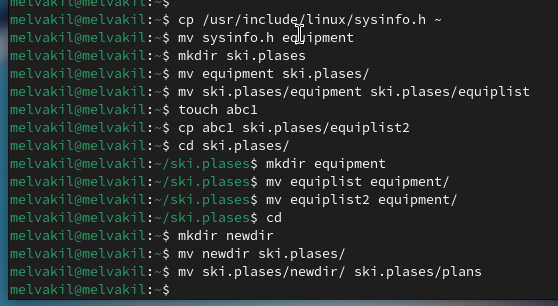 melvakil@melvakil:~$
melvakil@melvakil:~$ cp /usr/include/linux/sysinfo.h ~
melvakil@melvakil:~$ mv sysinfo.h equipment
melvakil@melvakil:~$ mkdir ski.plases
melvakil@melvakil:~$ mv equipment ski.plases/
melvakil@melvakil:~$ mv ski.plases/equipment ski.plases/equiplist
melvakil@melvakil:~$ touch abc1
melvakil@melvakil:~$ cp abc1 ski.plases/equiplist2
melvakil@melvakil:~$ cd ski.plases/
melvakil@melvakil:~/ski.plases$ mkdir equipment
melvakil@melvakil:~/ski.plases$ mv equiplist equipment/
melvakil@melvakil:~/ski.plases$ mv equiplist2 equipment/
melvakil@melvakil:~/ski.plases$ cd
melvakil@melvakil:~$ mkdir newdir
melvakil@melvakil:~$ mv newdir ski.plases/
melvakil@melvakil:~$ mv ski.plases/newdir/ ski.plases/plans
melvakil@melvakil:~$